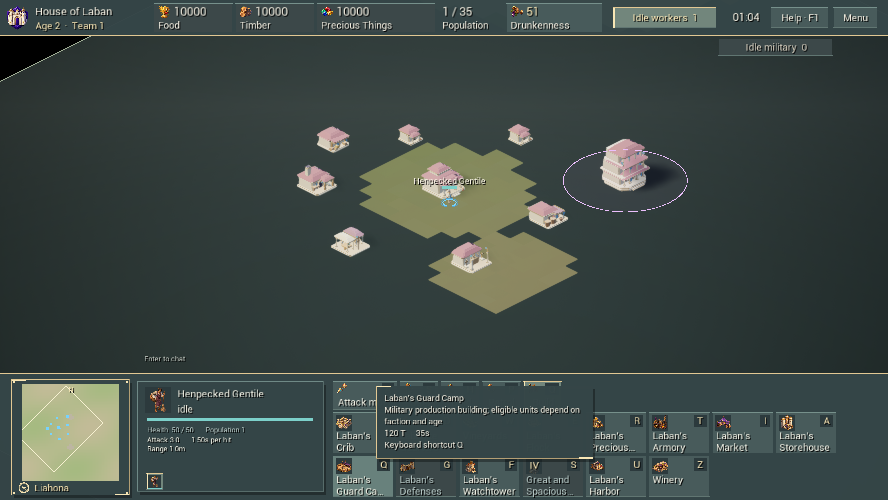 House of Laban
Age 2 · Team 1
10000
Food
10000
Timber
10000
Precious Things
1 / 35
Population
51
Drunkenness
Idle workers 1
01:04
Help · F1
Menu
Idle military 0
Henpecked Gentile
Enter to chat
Liahona
Henpecked Gentile
idle
Health 50 / 50 Population 1
Attack 3.0 1.50s per hit
Range 1.0m
Attack m
Laban's Guard Camp
Military production building; eligible units depend on
faction and age
120 T 35s
Keyboard shortcut Q
Laban's
Crib
R
Precious...
T
Laban's
Armory
I
Laban's
Market
A
Laban's
Storehouse
Q
Laban's
Guard Ca...
G
Laban's
Defenses
F
Laban's
Watchtower
IV
S
Great and
Spacious...
U
Laban's
Harbor
Z
Winery